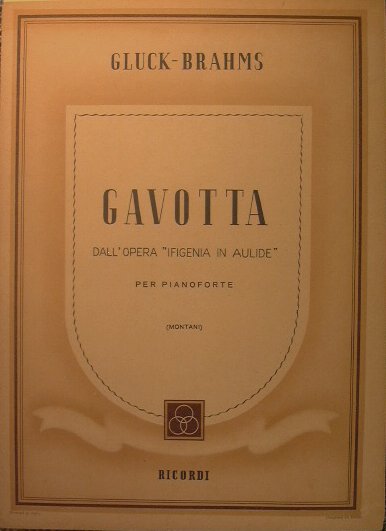 GLUCK-BRAHMS
GAVOTTA
DALL'OPERA "IFIGENIA IN AULIDE"
PER PIANOFORTE
(MONTANI)
RICORDI